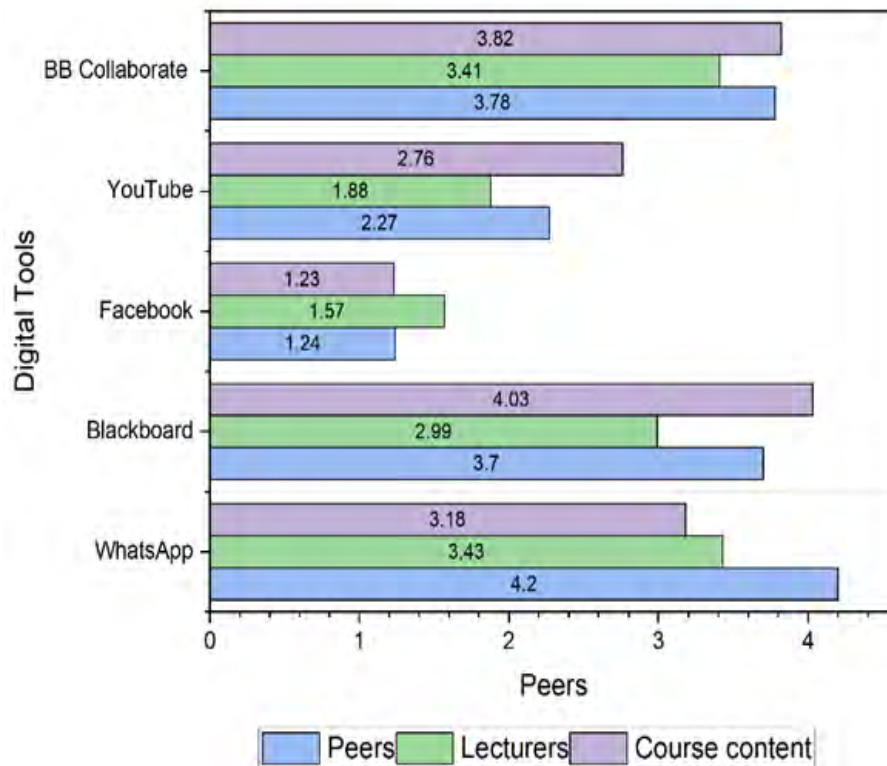 BB Collaborate
3.82
3.41
3.78
YouTube
2.76
1.88
2.27
Facebook
1.23
1.57
1.24
Blackboard
4.03
2.99
3.7
WhatsApp
3.18
3.43
4.2
Digital Tools
0 1 2 3 4
Peers
Peers Lecturers Course content